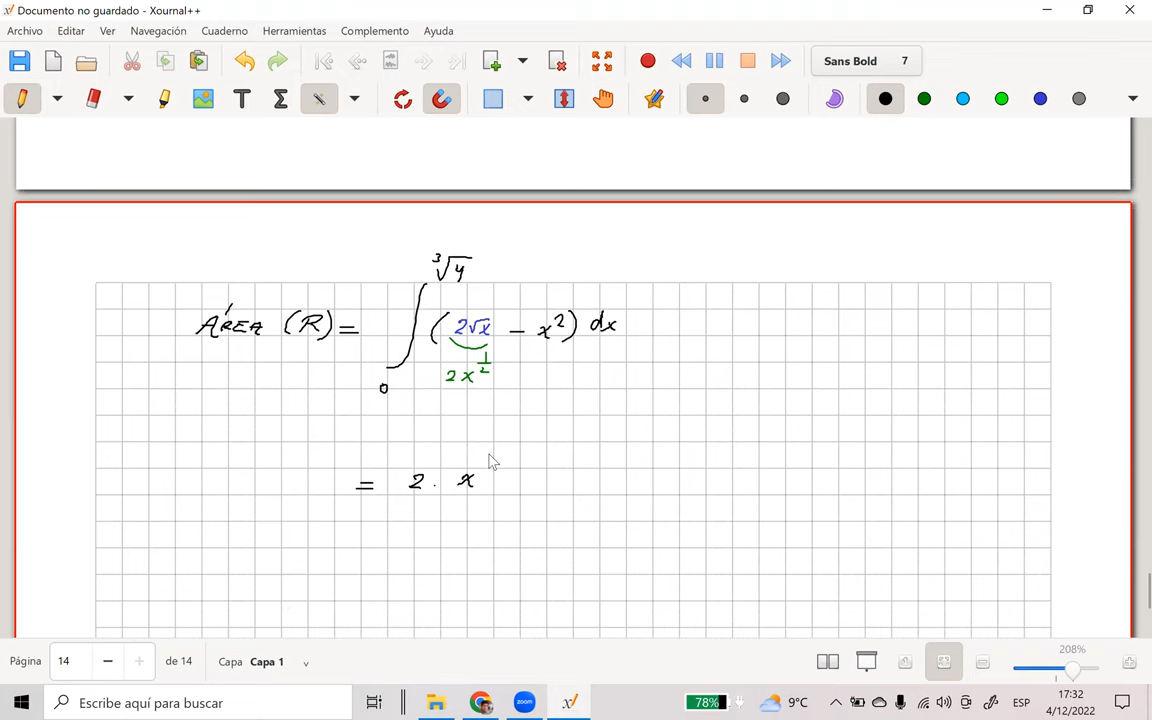 Documento no guardado - Xournal++
Archivo Editar Ver Navegación Cuaderno Herramientas Complemento Ayuda
Sans Bold 7
∛4
ÁREA (R) = ∫ (2√x - x²) dx
2x^(1/2)
0
= 2 . x
Página 14 de 14 Capa Capa 1 208%
Escribe aquí para buscar
zoom
78% 9°C ESP 17:32
4/12/2022